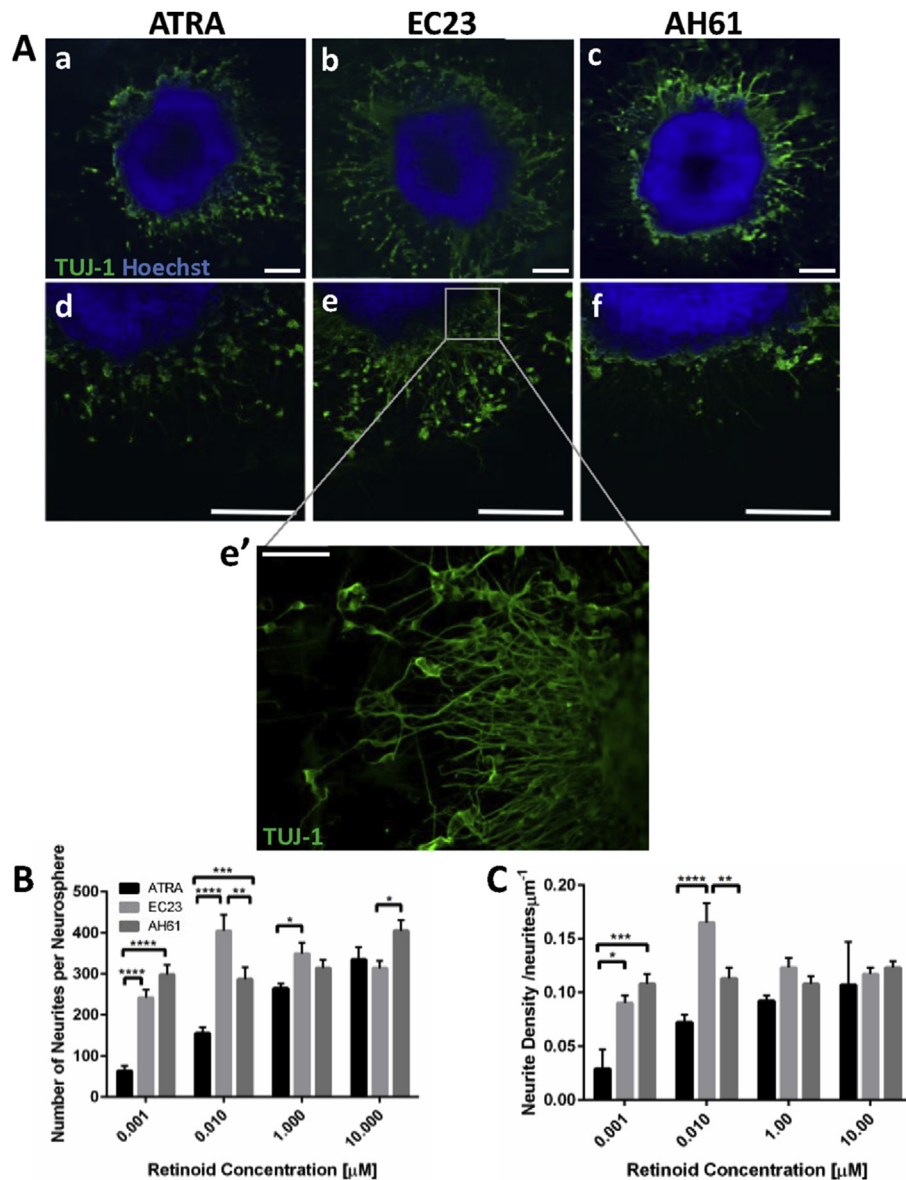 ATRA EC23 AH61
A
a b c
TUJ-1 Hoechst
d e f
e’
TUJ-1
B
Number of Neurites per Neurosphere
500
400
300
200
100
0
ATRA
EC23
AH61
**** ****
**** *** **
*
*
0.001 0.010 1.000 10.000
Retinoid Concentration [μM]
C
Neurite Density /neuritesμm⁻¹
0.20
0.15
0.10
0.05
0.00
* ***
**** **
0.001 0.010 1.00 10.00
Retinoid Concentration [μM]